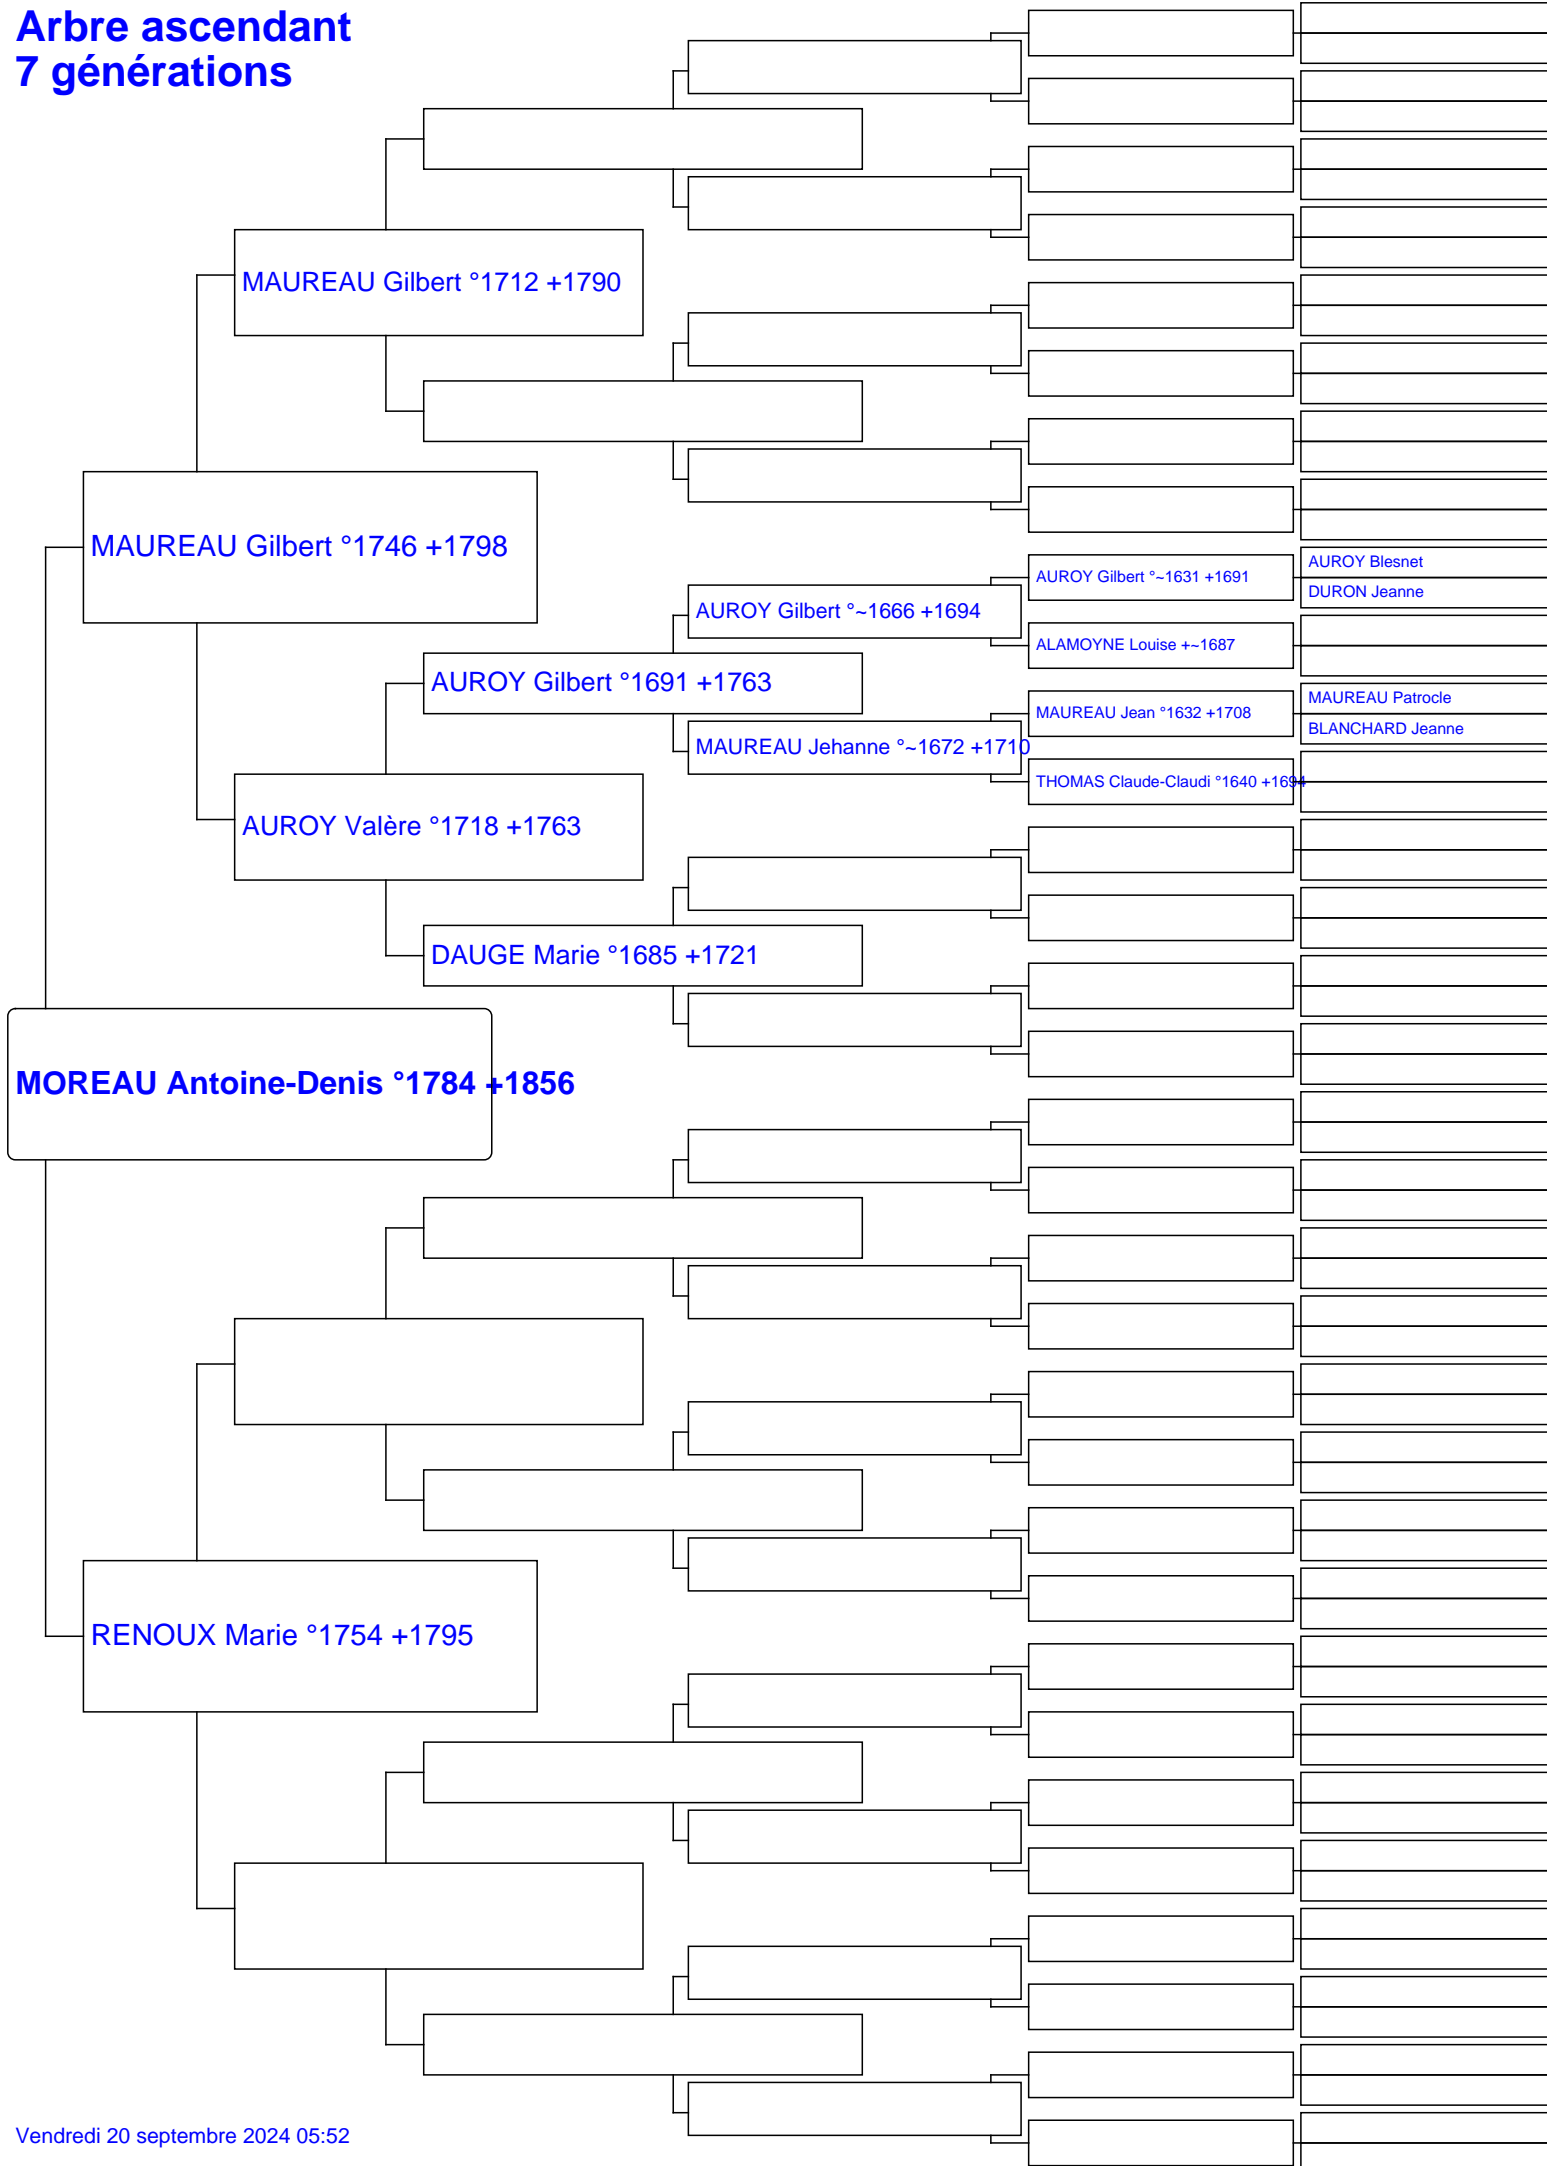 Arbre ascendant
7 générations
MAUREAU Gilbert °1712 +1790
MAUREAU Gilbert °1746 +1798
AUROY Blesnet
AUROY Gilbert °~1631 +1691
DURON Jeanne
AUROY Gilbert °~1666 +1694
ALAMOYNE Louise +~1687
AUROY Gilbert °1691 +1763
MAUREAU Patrocle
MAUREAU Jean °1632 +1708
BLANCHARD Jeanne
MAUREAU Jehanne °~1672 +1710
THOMAS Claude-Claudi °1640 +1694
AUROY Valère °1718 +1763
DAUGE Marie °1685 +1721
MOREAU Antoine-Denis °1784 +1856
RENOUX Marie °1754 +1795
Vendredi 20 septembre 2024 05:52